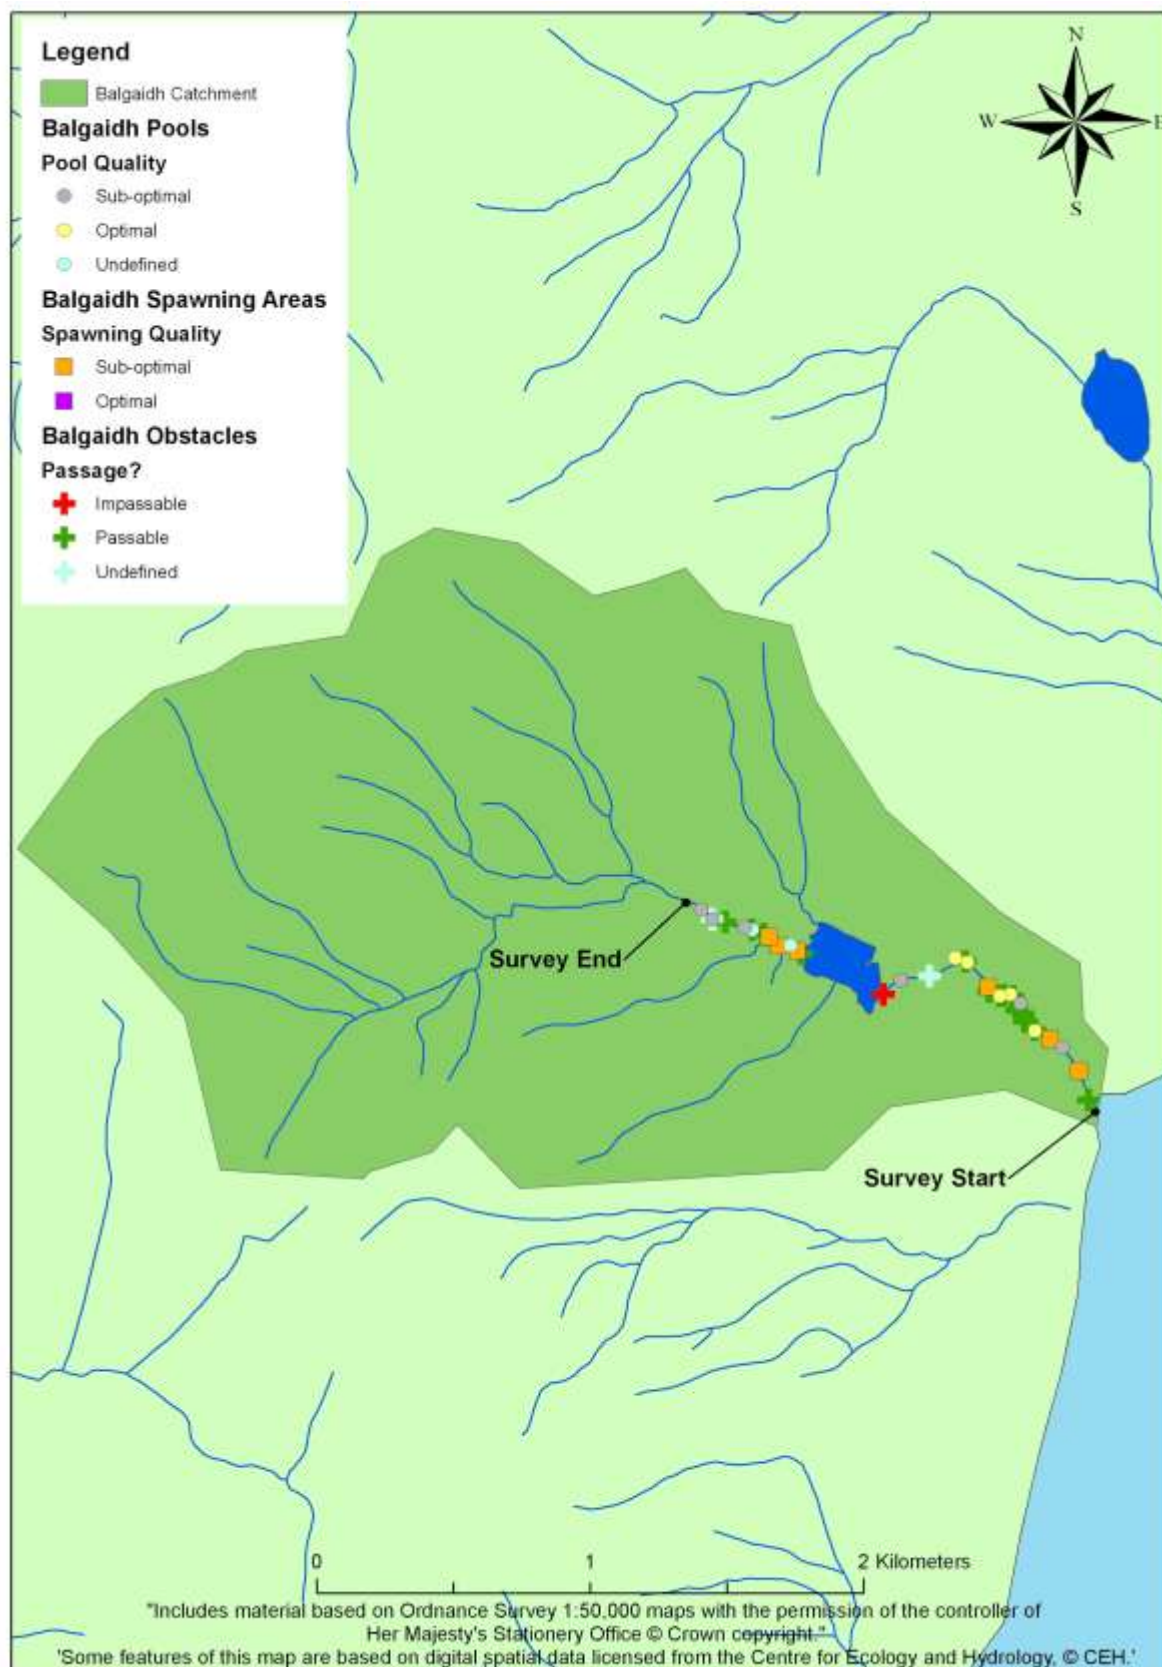 Legend
Balgaidh Catchment
Balgaidh Pools
Pool Quality
Sub-optimal
Optimal
Undefined
Balgaidh Spawning Areas
Spawning Quality
Sub-optimal
Optimal
Balgaidh Obstacles
Passage?
Impassable
Passable
Undefined
N
W
E
S
Survey End
Survey Start
0 1 2 Kilometers
"Includes material based on Ordnance Survey 1:50,000 maps with the permission of the controller of
Her Majesty's Stationery Office © Crown copyright."
'Some features of this map are based on digital spatial data licensed from the Centre for Ecology and Hydrology, © CEH.'